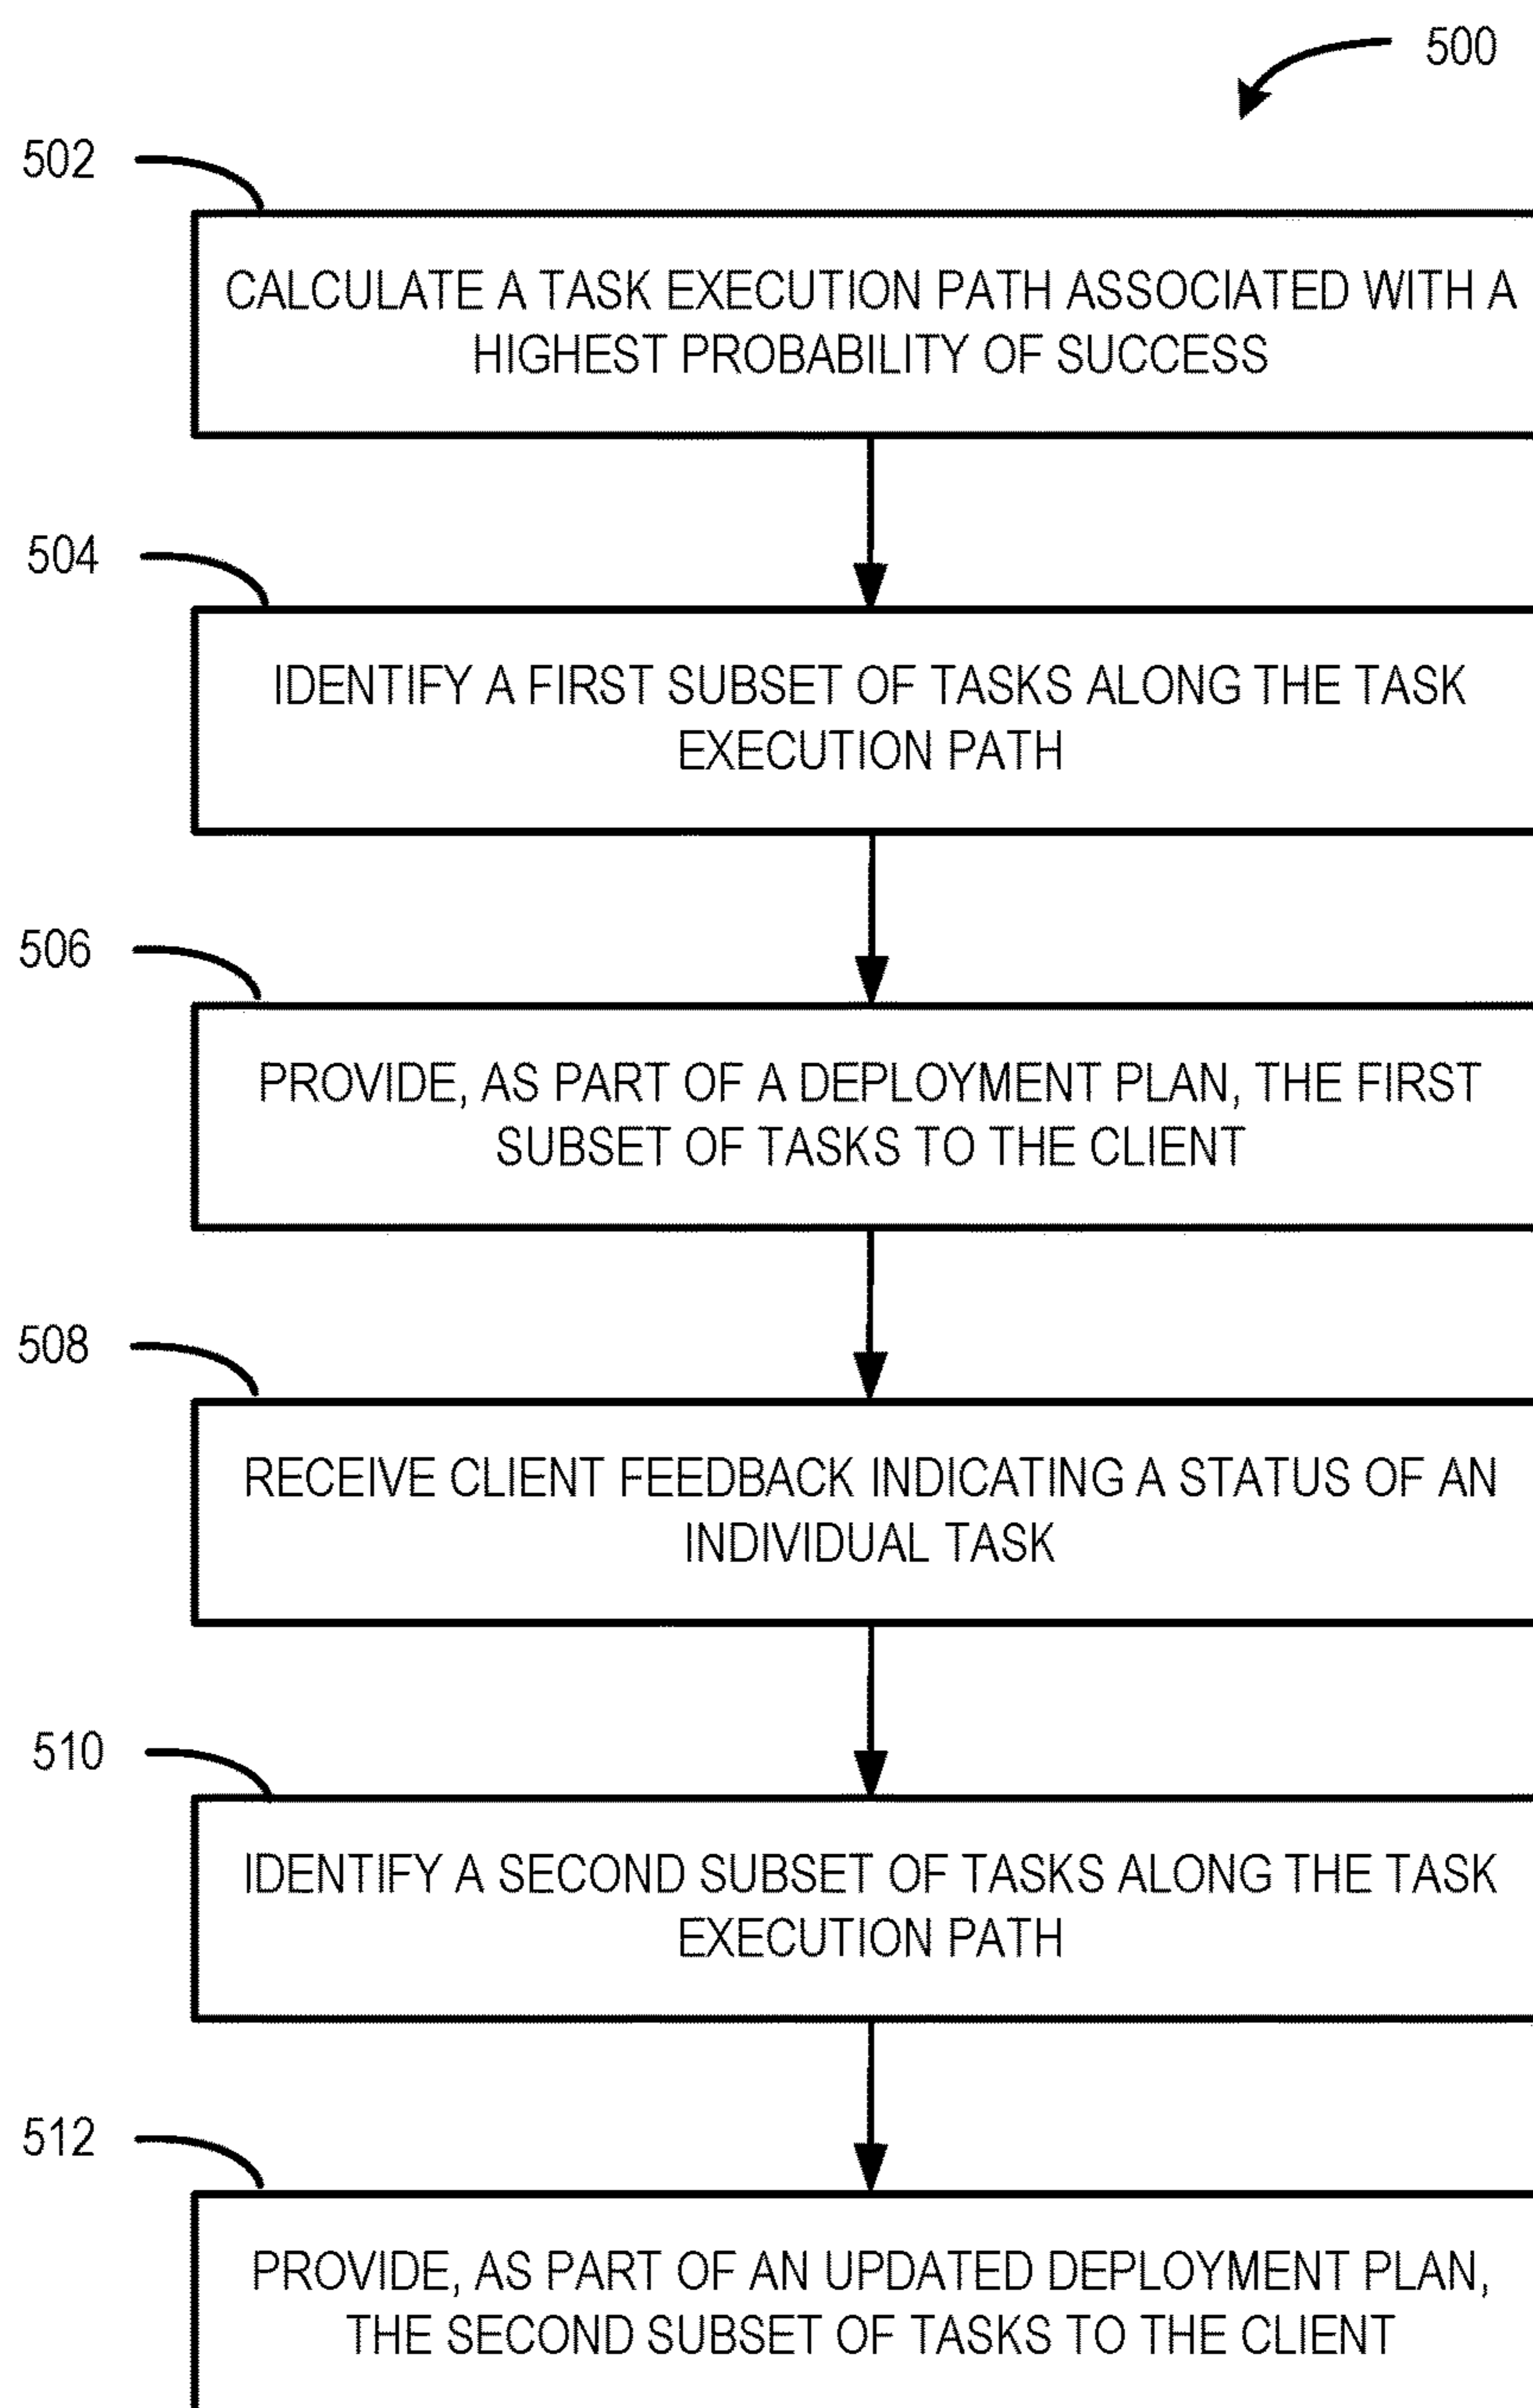 500
502
CALCULATE A TASK EXECUTION PATH ASSOCIATED WITH A
HIGHEST PROBABILITY OF SUCCESS
504
IDENTIFY A FIRST SUBSET OF TASKS ALONG THE TASK
EXECUTION PATH
506
PROVIDE, AS PART OF A DEPLOYMENT PLAN, THE FIRST
SUBSET OF TASKS TO THE CLIENT
508
RECEIVE CLIENT FEEDBACK INDICATING A STATUS OF AN
INDIVIDUAL TASK
510
IDENTIFY A SECOND SUBSET OF TASKS ALONG THE TASK
EXECUTION PATH
512
PROVIDE, AS PART OF AN UPDATED DEPLOYMENT PLAN,
THE SECOND SUBSET OF TASKS TO THE CLIENT